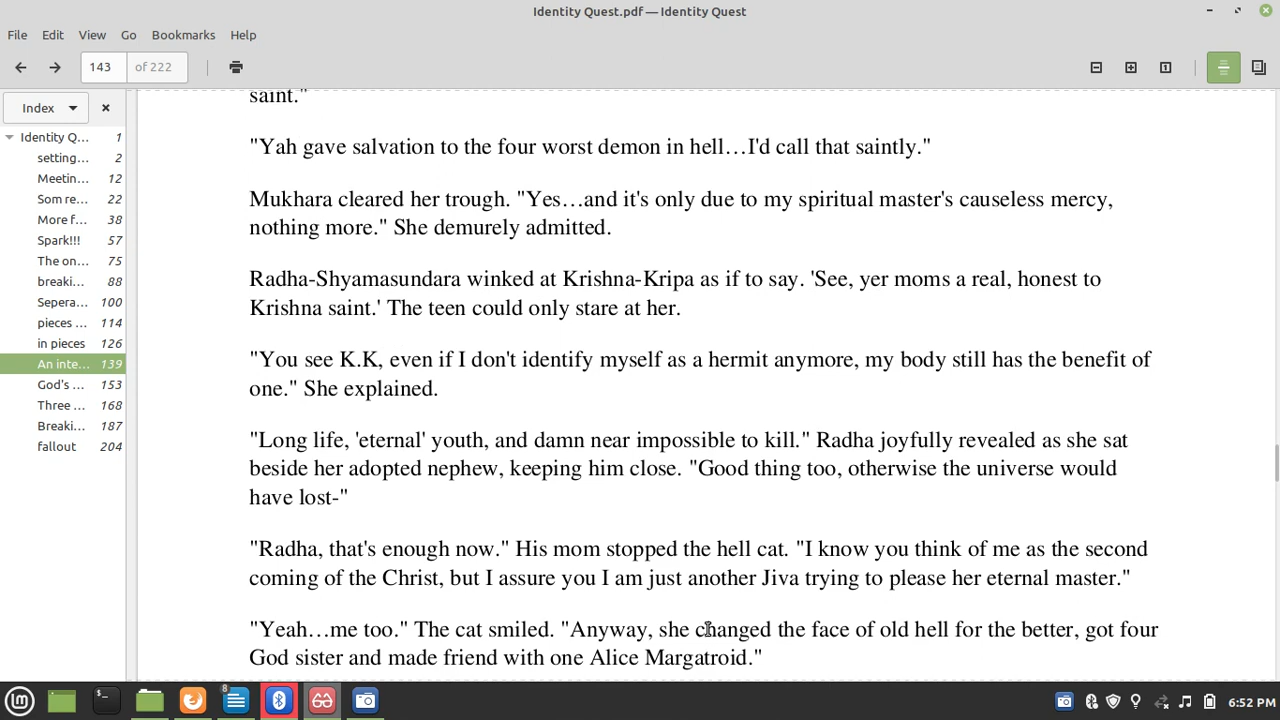 Identity Quest.pdf — Identity Quest
File Edit View Go Bookmarks Help
143 of 222
Index
Identity Q... 1
setting... 2
Meetin... 12
Som re... 22
More f... 38
Spark!!! 57
The on... 75
breaki... 88
Sepera... 100
pieces ... 114
in pieces 126
An inte... 139
God's ... 153
Three ... 168
Breaki... 187
fallout 204
saint."
"Yah gave salvation to the four worst demon in hell…I'd call that saintly."
Mukhara cleared her trough. "Yes…and it's only due to my spiritual master's causeless mercy,
nothing more." She demurely admitted.
Radha-Shyamasundara winked at Krishna-Kripa as if to say. 'See, yer moms a real, honest to
Krishna saint.' The teen could only stare at her.
"You see K.K, even if I don't identify myself as a hermit anymore, my body still has the benefit of
one." She explained.
"Long life, 'eternal' youth, and damn near impossible to kill." Radha joyfully revealed as she sat
beside her adopted nephew, keeping him close. "Good thing too, otherwise the universe would
have lost-"
"Radha, that's enough now." His mom stopped the hell cat. "I know you think of me as the second
coming of the Christ, but I assure you I am just another Jiva trying to please her eternal master."
"Yeah…me too." The cat smiled. "Anyway, she changed the face of old hell for the better, got four
God sister and made friend with one Alice Margatroid."
8
6:52 PM